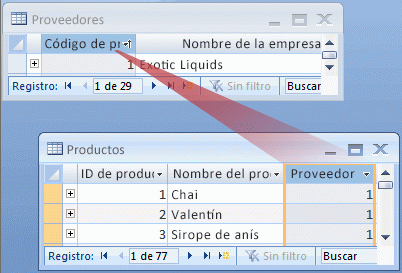 Proveedores
Código de pr Nombre de la empresa
1 Exotic Liquids
Registro: 1 de 29 Sin filtro Buscar
Productos
ID de produc Nombre del pro Proveedor
1 Chai 1
2 Valentín 1
3 Sirope de anís 1
Registro: 1 de 77 Sin filtro Buscar